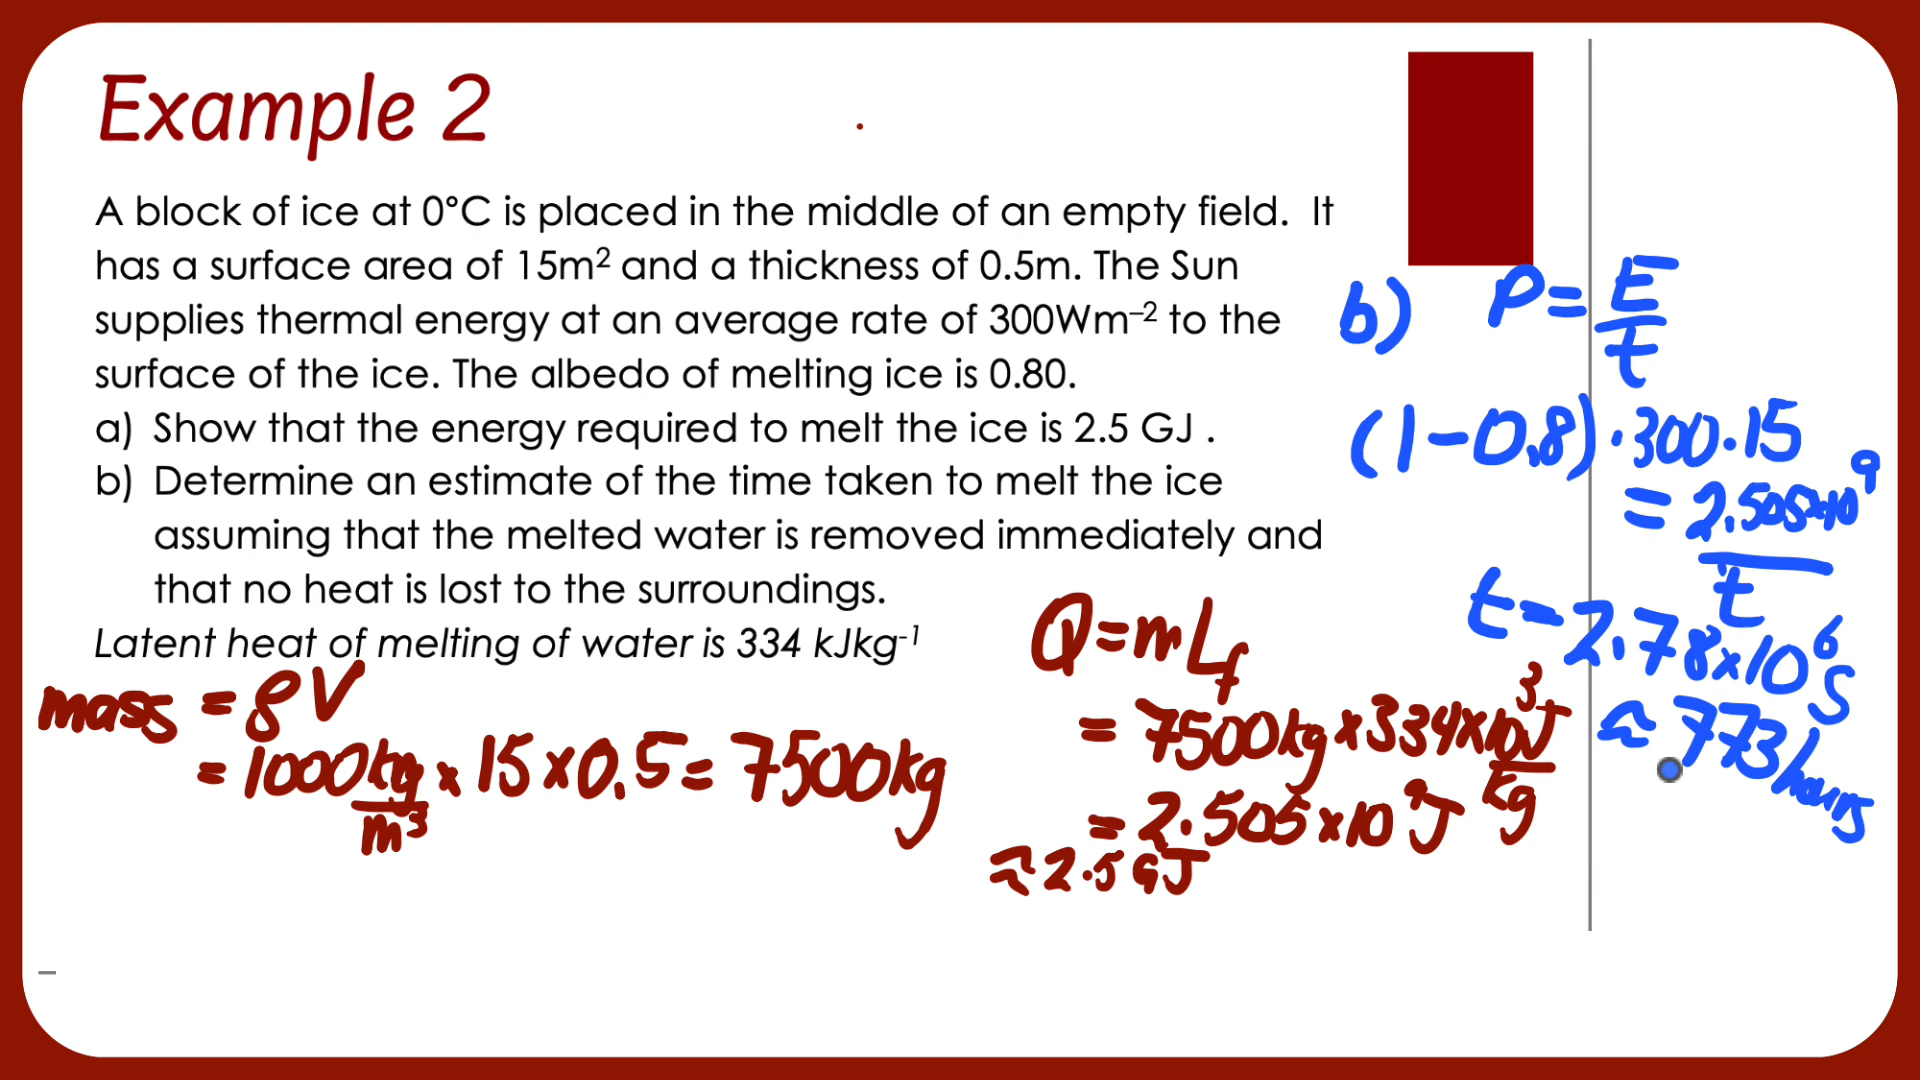 Example 2
A block of ice at 0°C is placed in the middle of an empty field. It
has a surface area of 15m² and a thickness of 0.5m. The Sun
supplies thermal energy at an average rate of 300Wm⁻² to the
surface of the ice. The albedo of melting ice is 0.80.
a) Show that the energy required to melt the ice is 2.5 GJ .
b) Determine an estimate of the time taken to melt the ice
assuming that the melted water is removed immediately and
that no heat is lost to the surroundings.
Latent heat of melting of water is 334 kJkg⁻¹
mass = ρV
= 1000 kg/m³ × 15 × 0.5 = 7500kg
Q = mLf
= 7500kg × 334×10³ J/kg
= 2.505×10⁹ J
≈ 2.5 GJ
b) P = E/t
(1-0.8)·300·15
= 2.505×10⁹/t
t = 2.78×10⁶ s
≈ 773 hours